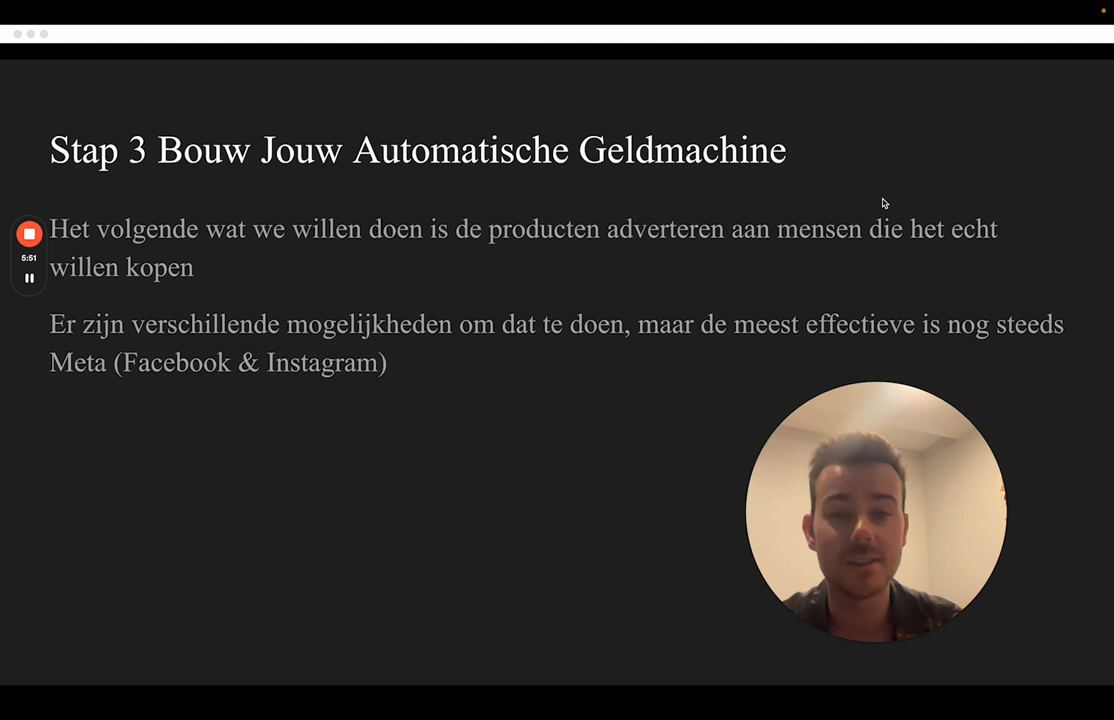 Stap 3 Bouw Jouw Automatische Geldmachine
Het volgende wat we willen doen is de producten adverteren aan mensen die het echt
willen kopen
5:51
Er zijn verschillende mogelijkheden om dat te doen, maar de meest effectieve is nog steeds
Meta (Facebook & Instagram)